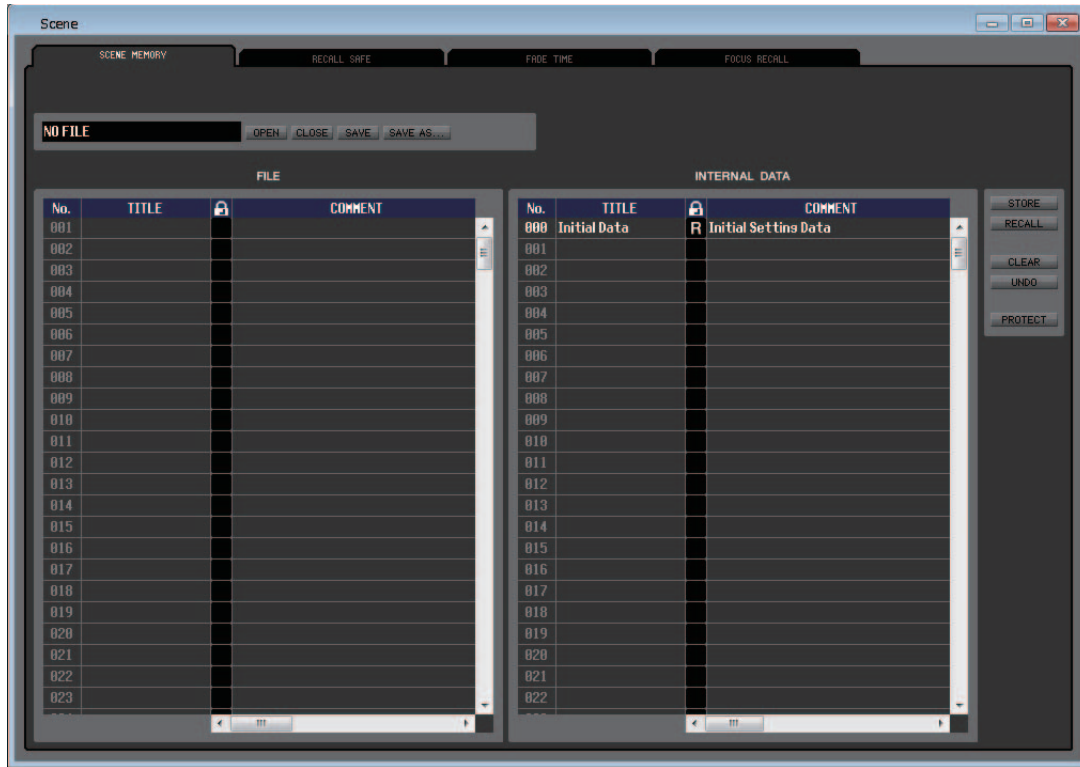 Scene
SCENE MEMORY RECALL SAFE FADE TIME FOCUS RECALL
NO FILE OPEN CLOSE SAVE SAVE AS...
FILE INTERNAL DATA
No. TITLE COMMENT No. TITLE COMMENT STORE
001 000 Initial Data R Initial Setting Data RECALL
002 001
003 002 CLEAR
004 003 UNDO
005 004
006 005 PROTECT
007 006
008 007
009 008
010 009
011 010
012 011
013 012
014 013
015 014
016 015
017 016
018 017
019 018
020 019
021 020
022 021
023 022